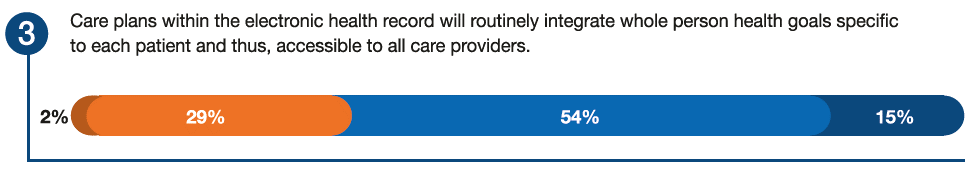 3
Care plans within the electronic health record will routinely integrate whole person health goals specific
to each patient and thus, accessible to all care providers.
2% 29% 54% 15%